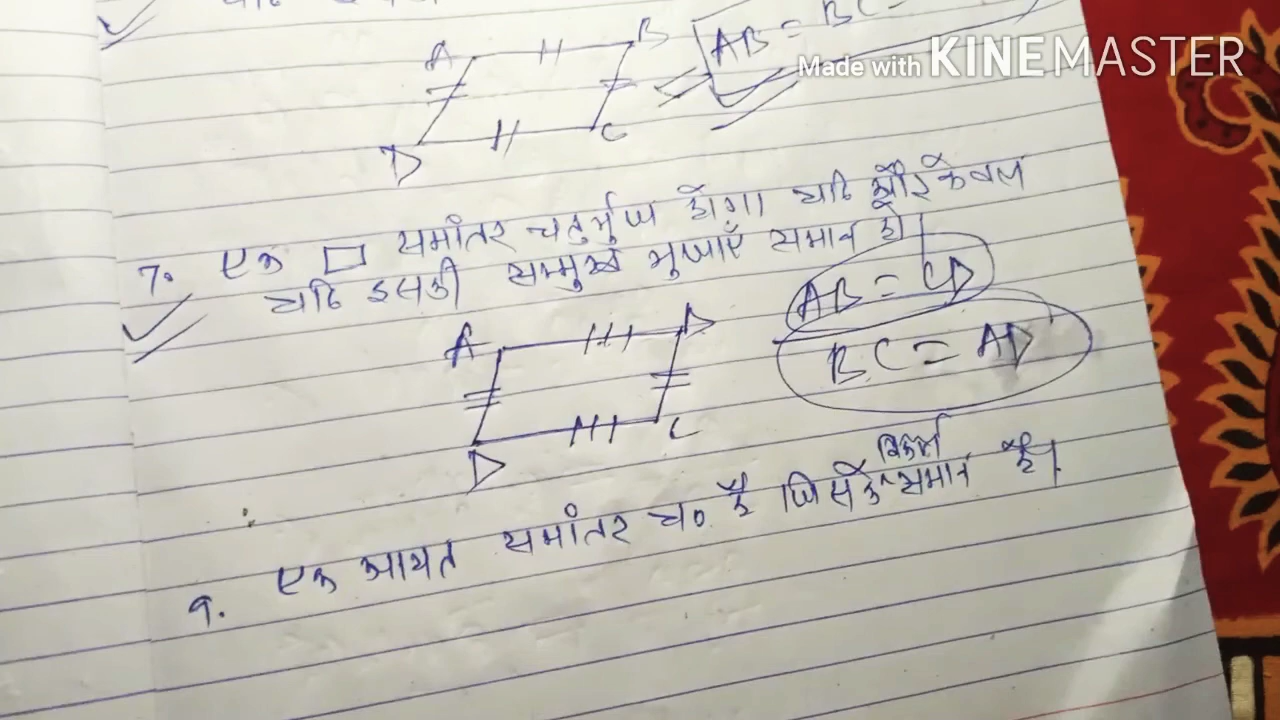 A B AB = BC =
Made with KINEMASTER
D C
7. एक □ समांतर चतुर्भुज होगा यदि और केवल
यदि इसकी सम्मुख भुजाएँ समान हो।
AB = CD
A D
BC = AD
D C
विकर्ण
9. एक आयत समांतर च० है जिसके ^ समान है।